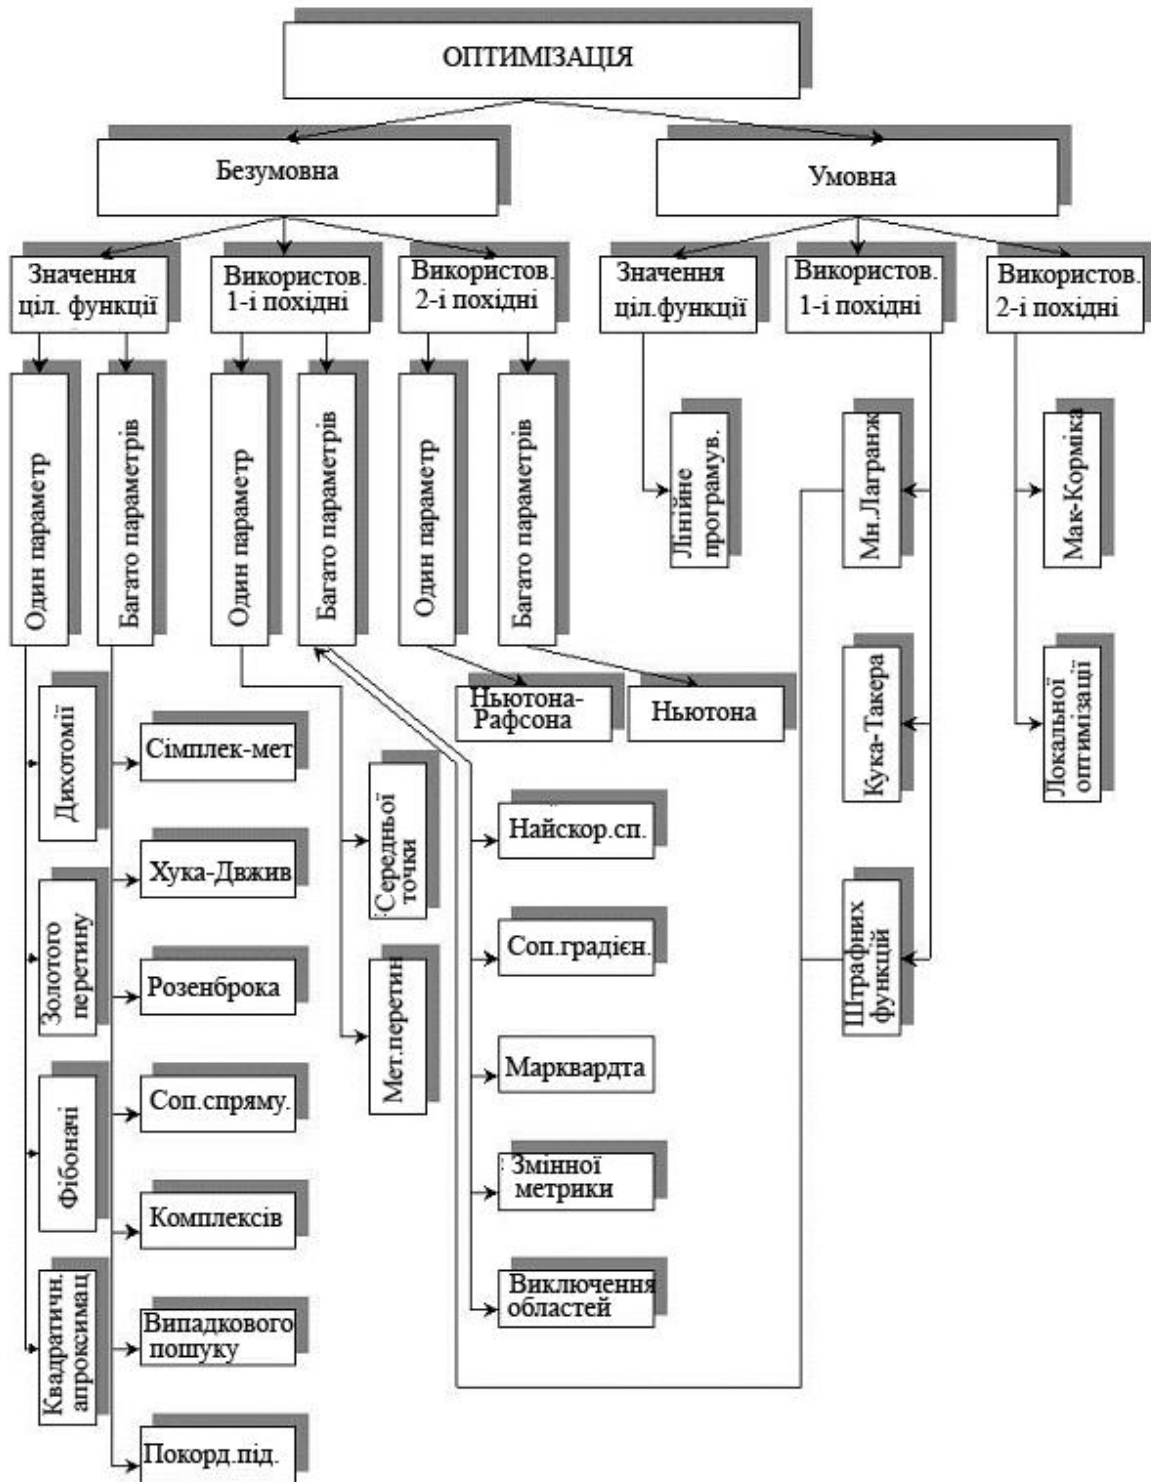 ОПТИМІЗАЦІЯ
Безумовна
Умовна
Значення
ціл. функції
Використов.
1-і похідні
Використов.
2-і похідні
Значення
ціл.функції
Використов.
1-і похідні
Використов.
2-і похідні
Один параметр
Багато параметрів
Один параметр
Багато параметрів
Один параметр
Багато параметрів
Лінійне
програмув.
Мн.Лагранж
Мак-Корміка
Ньютона-
Рафсона
Ньютона
Кука-Такера
Локальної
оптимізації
Дихотомії
Сімплек-мет
Середньої
точки
Найскор.сп.
Хука-Двжив
Золотого
перетину
Розенброка
Мет.перетин
Соп.градієн.
Штрафних
функцій
Марквардта
Фібоначі
Соп.спряму.
Змінної
метрики
Комплексів
Виключення
областей
Квадратичн.
апроксимац
Випадкового
пошуку
Покорд.під.